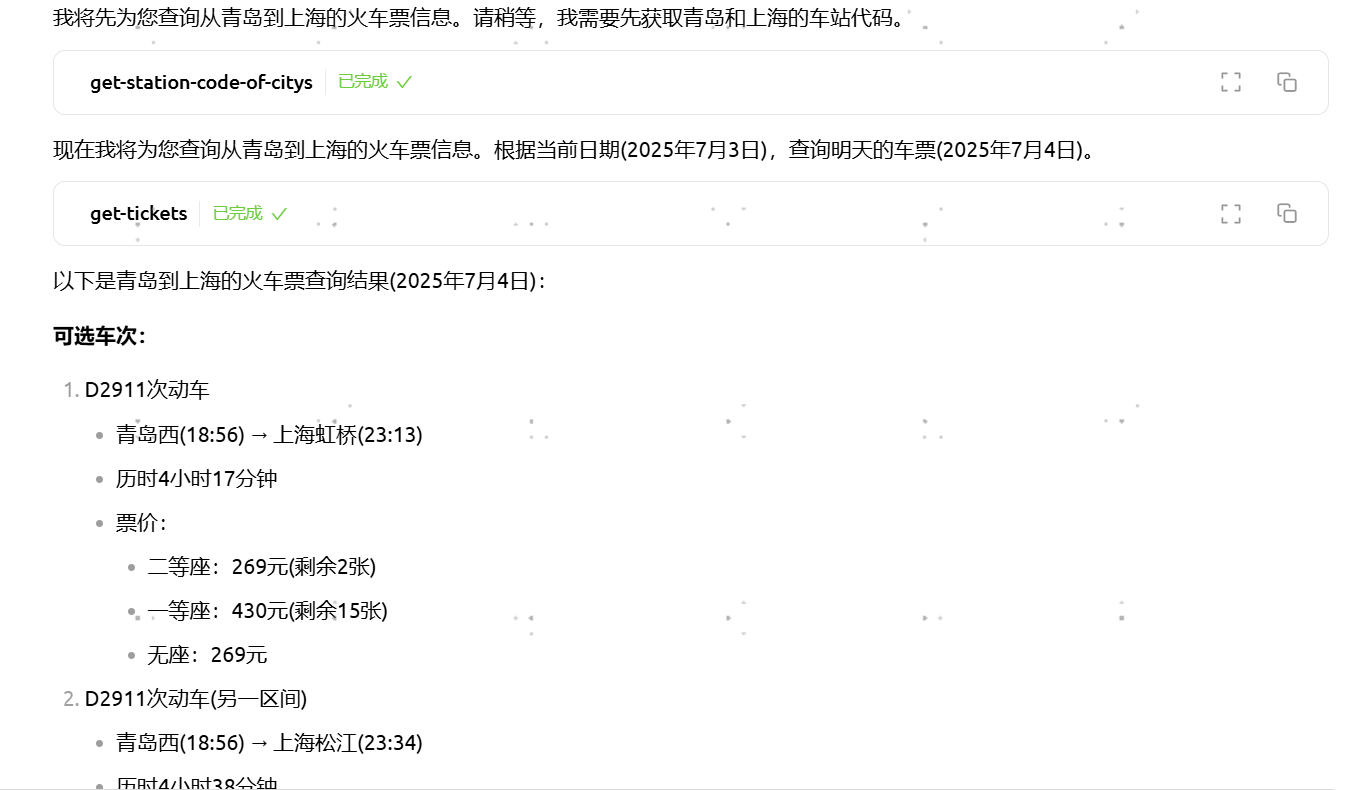 我将先为您查询从青岛到上海的火车票信息。请稍等，我需要先获取青岛和上海的车站代码。
get-station-code-of-citys 已完成
现在我将为您查询从青岛到上海的火车票信息。根据当前日期(2025年7月3日)，查询明天的车票(2025年7月4日)。
get-tickets 已完成
以下是青岛到上海的火车票查询结果(2025年7月4日)：
可选车次：
1. D2911次动车
青岛西(18:56) → 上海虹桥(23:13)
历时4小时17分钟
票价：
二等座：269元(剩余2张)
一等座：430元(剩余15张)
无座：269元
2. D2911次动车(另一区间)
青岛西(18:56) → 上海松江(23:34)
历时4小时38分钟